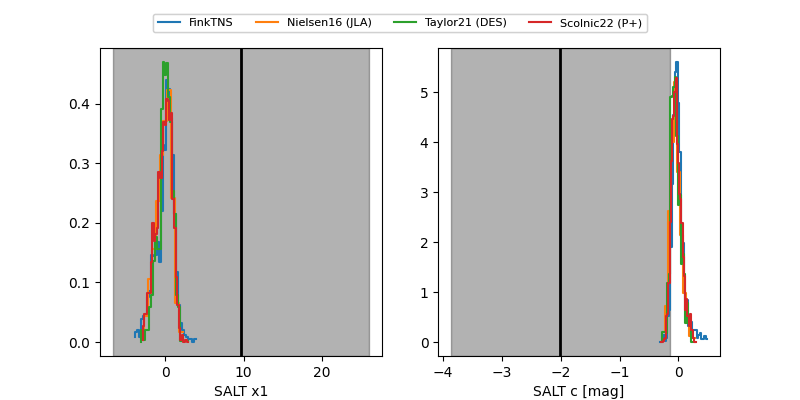 FinkTNS Nielsen16 (JLA) Taylor21 (DES) Scolnic22 (P+)
0.4
0.3
0.2
0.1
0.0
0 10 20
SALT x1
5
4
3
2
1
0
−4 −3 −2 −1 0
SALT c [mag]